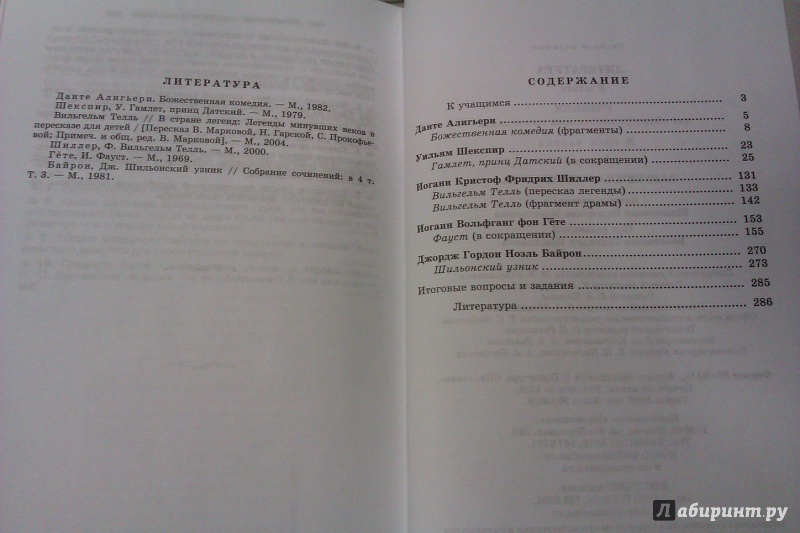 ЛИТЕРАТУРА
Данте Алигьери. Божественная комедия. — М., 1982.
Шекспир, У. Гамлет, принц Датский. — М., 1979.
Вильгельм Телль // В стране легенд: Легенды минувших веков в
пересказе для детей / [Пересказ В. Марковой, Н. Гарской, С. Прокофье-
вой; Примеч. и общ. ред. В. Марковой]. — М., 2004.
Шиллер, Ф. Вильгельм Телль. — М., 2000.
Гёте, И. Фауст. — М., 1969.
Байрон, Дж. Шильонский узник // Собрание сочинений: в 4 т.
Т. 3. — М., 1981.
СОДЕРЖАНИЕ
К учащимся 3
Данте Алигьери 5
Божественная комедия (фрагменты) 8
Уильям Шекспир 23
Гамлет, принц Датский (в сокращении) 25
Иоганн Кристоф Фридрих Шиллер 131
Вильгельм Телль (пересказ легенды) 133
Вильгельм Телль (фрагмент драмы) 142
Иоганн Вольфганг фон Гёте 153
Фауст (в сокращении) 155
Джордж Гордон Ноэль Байрон 270
Шильонский узник 273
Итоговые вопросы и задания 285
Литература 286
Лабиринт.ру